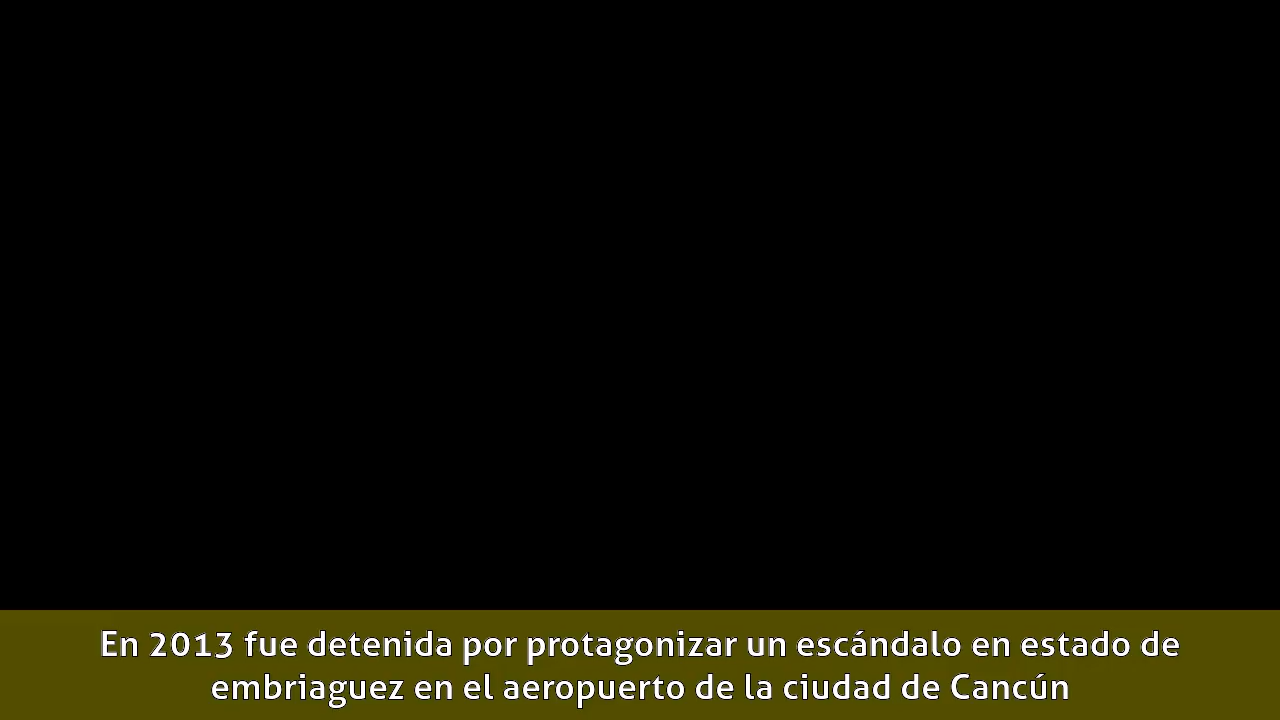 En 2013 fue detenida por protagonizar un escándalo en estado de
embriaguez en el aeropuerto de la ciudad de Cancún